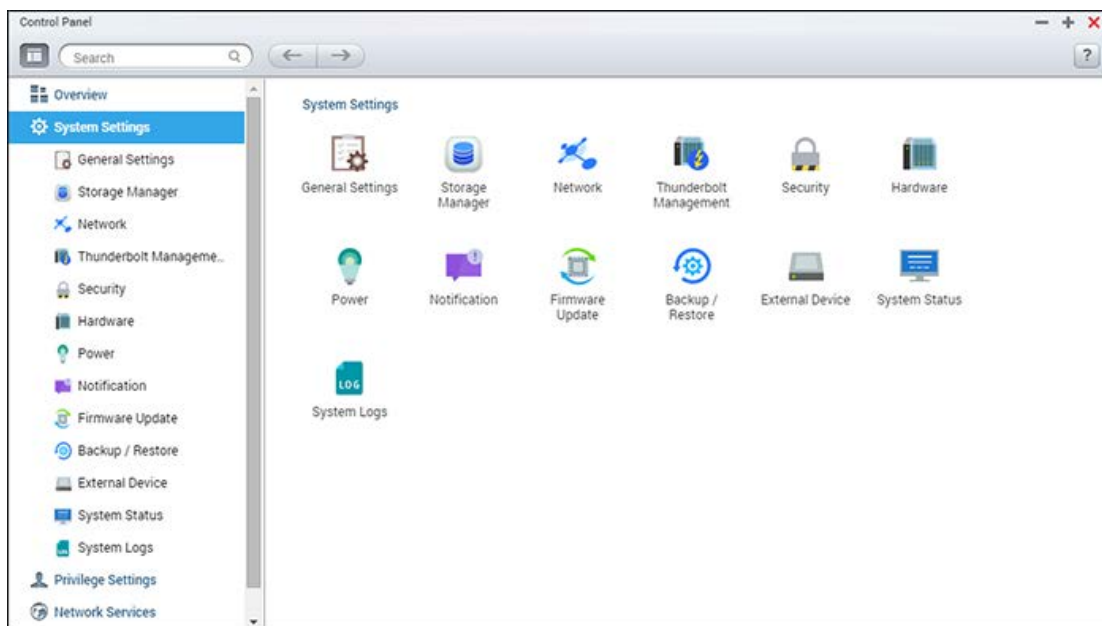 Control Panel
Search
?
Overview
System Settings
General Settings
Storage Manager
Network
Thunderbolt Manageme..
Security
Hardware
Power
Notification
Firmware Update
Backup / Restore
External Device
System Status
System Logs
Privilege Settings
Network Services
System Settings
General Settings
Storage
Manager
Network
Thunderbolt
Management
Security
Hardware
Power
Notification
Firmware
Update
Backup /
Restore
External Device
System Status
LOG
System Logs